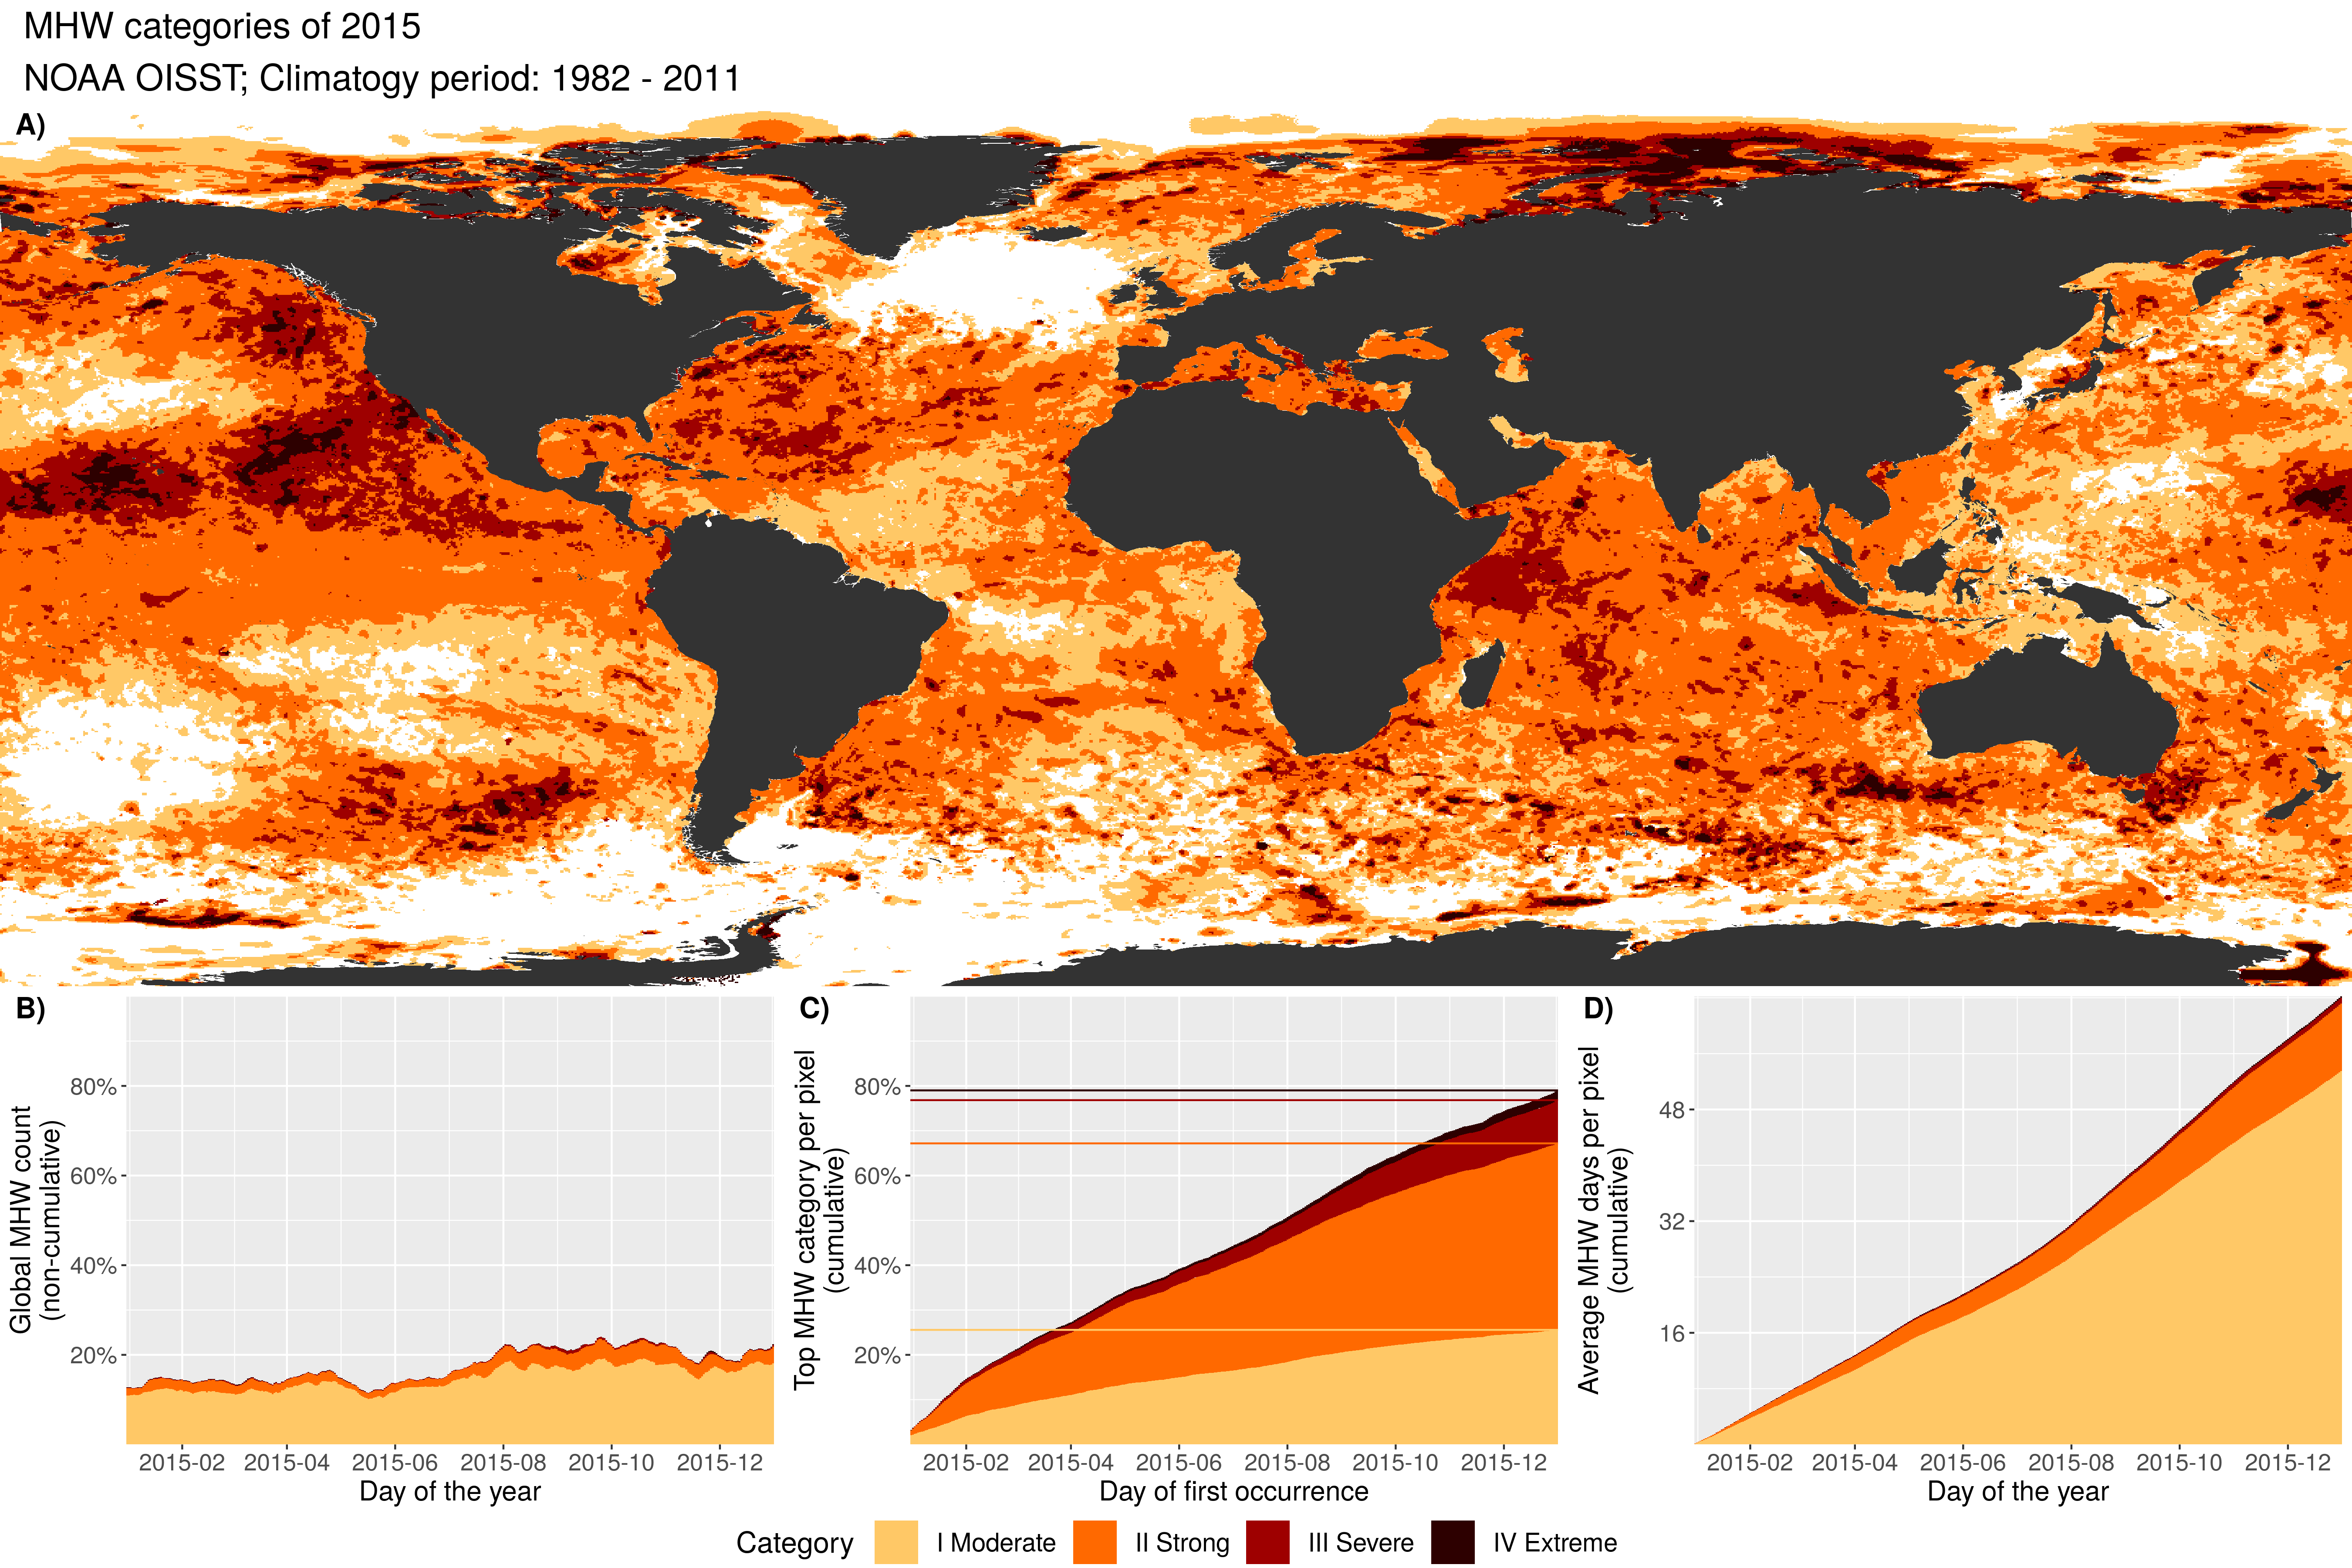 MHW categories of 2015
NOAA OISST; Climatogy period: 1982 - 2011
A)
B)
Global MHW count
(non-cumulative)
80%
60%
40%
20%
2015-02 2015-04 2015-06 2015-08 2015-10 2015-12
Day of the year
C)
Top MHW category per pixel
(cumulative)
80%
60%
40%
20%
2015-02 2015-04 2015-06 2015-08 2015-10 2015-12
Day of first occurrence
D)
Average MHW days per pixel
(cumulative)
48
32
16
2015-02 2015-04 2015-06 2015-08 2015-10 2015-12
Day of the year
Category I Moderate II Strong III Severe IV Extreme